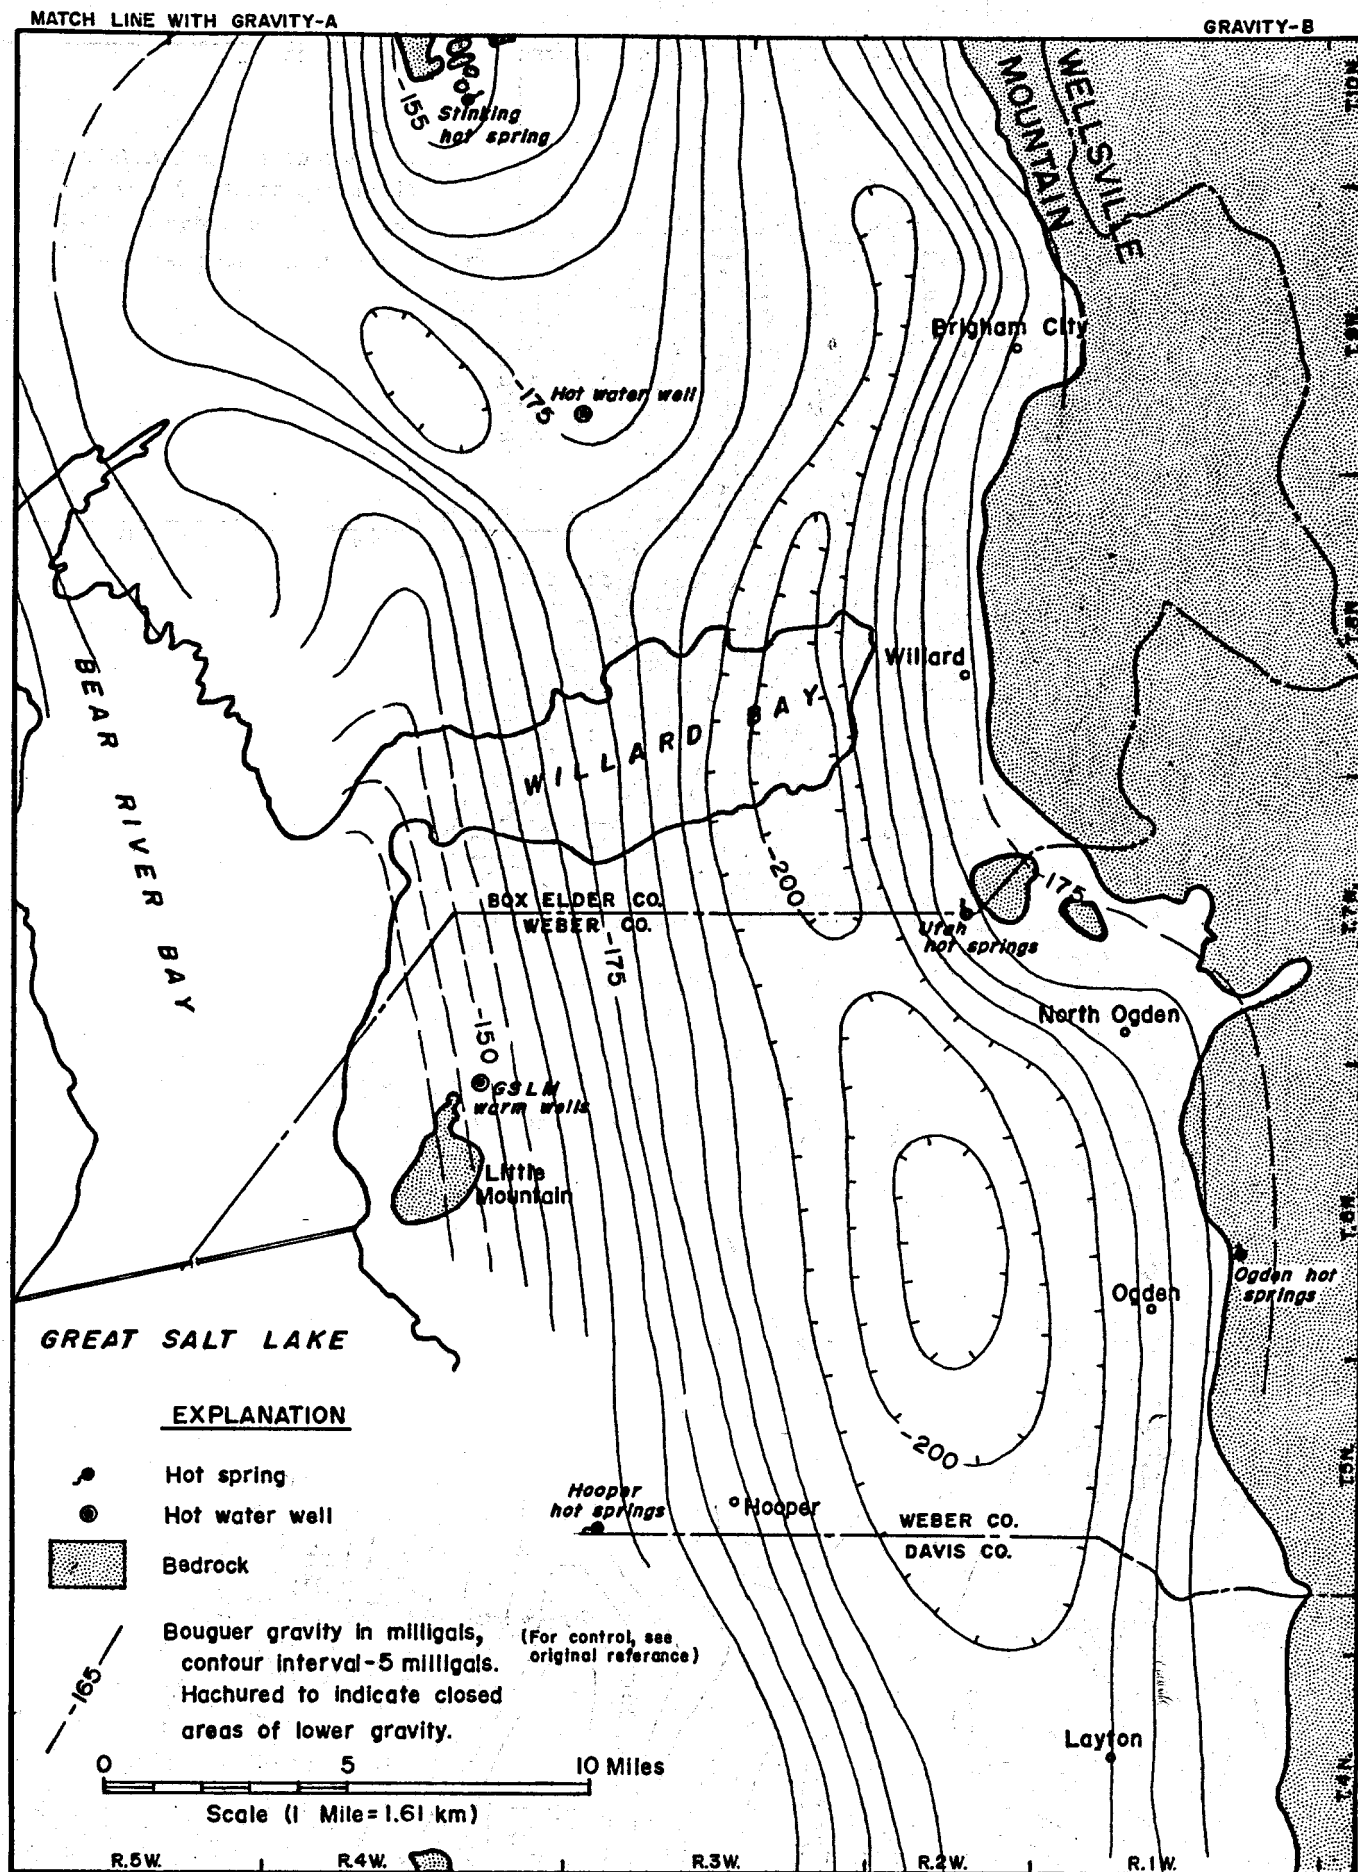 MATCH LINE WITH GRAVITY-A
GRAVITY-B
WELLSVILLE
MOUNTAIN
T.10N.
-155
Stinking
hot spring
T.9N.
Brigham City
-175
Hot water well
T.8N.
Willard
BEAR RIVER BAY
WILLARD BAY
-200
-175
T.7N.
BOX ELDER CO.
WEBER CO.
Utah
hot springs
-175
-150
North Ogden
GSLM
warm wells
Little
Mountain
T.6N.
Ogden hot
springs
Ogden
GREAT SALT LAKE
EXPLANATION
-200
T.5N.
Hot spring
Hooper
hot springs
Hooper
Hot water well
WEBER CO.
DAVIS CO.
Bedrock
Bouguer gravity in milligals,
contour interval-5 milligals.
Hachured to indicate closed
areas of lower gravity.
(For control, see
original referance)
-165
Layton
T.4N.
0 5 10 Miles
Scale (1 Mile=1.61 km)
R.5W. R.4W. R.3W. R.2W. R.1W.